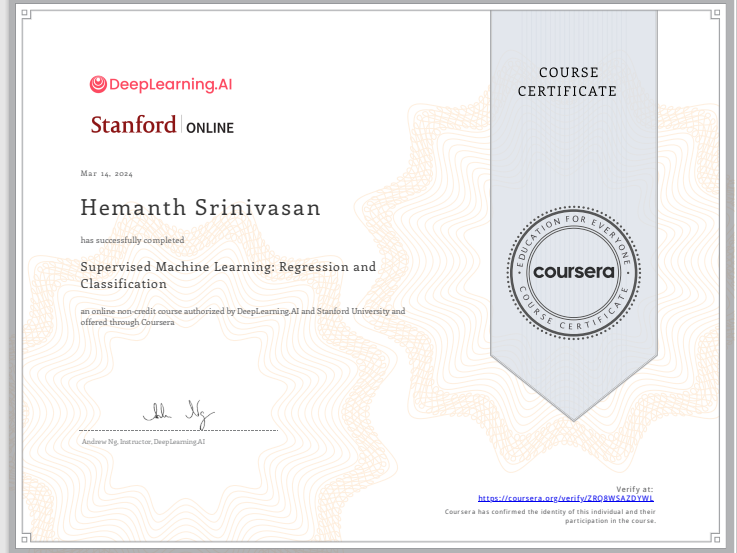 DeepLearning.AI
Stanford ONLINE
COURSE
CERTIFICATE
Mar 14, 2024
Hemanth Srinivasan
has successfully completed
Supervised Machine Learning: Regression and
Classification
an online non-credit course authorized by DeepLearning.AI and Stanford University and
offered through Coursera
EDUCATION FOR EVERYONE
coursera
COURSE CERTIFICATE
Andrew Ng, Instructor, DeepLearning.AI
Verify at:
https://coursera.org/verify/ZRQ8WSAZDYWL
Coursera has confirmed the identity of this individual and their
participation in the course.